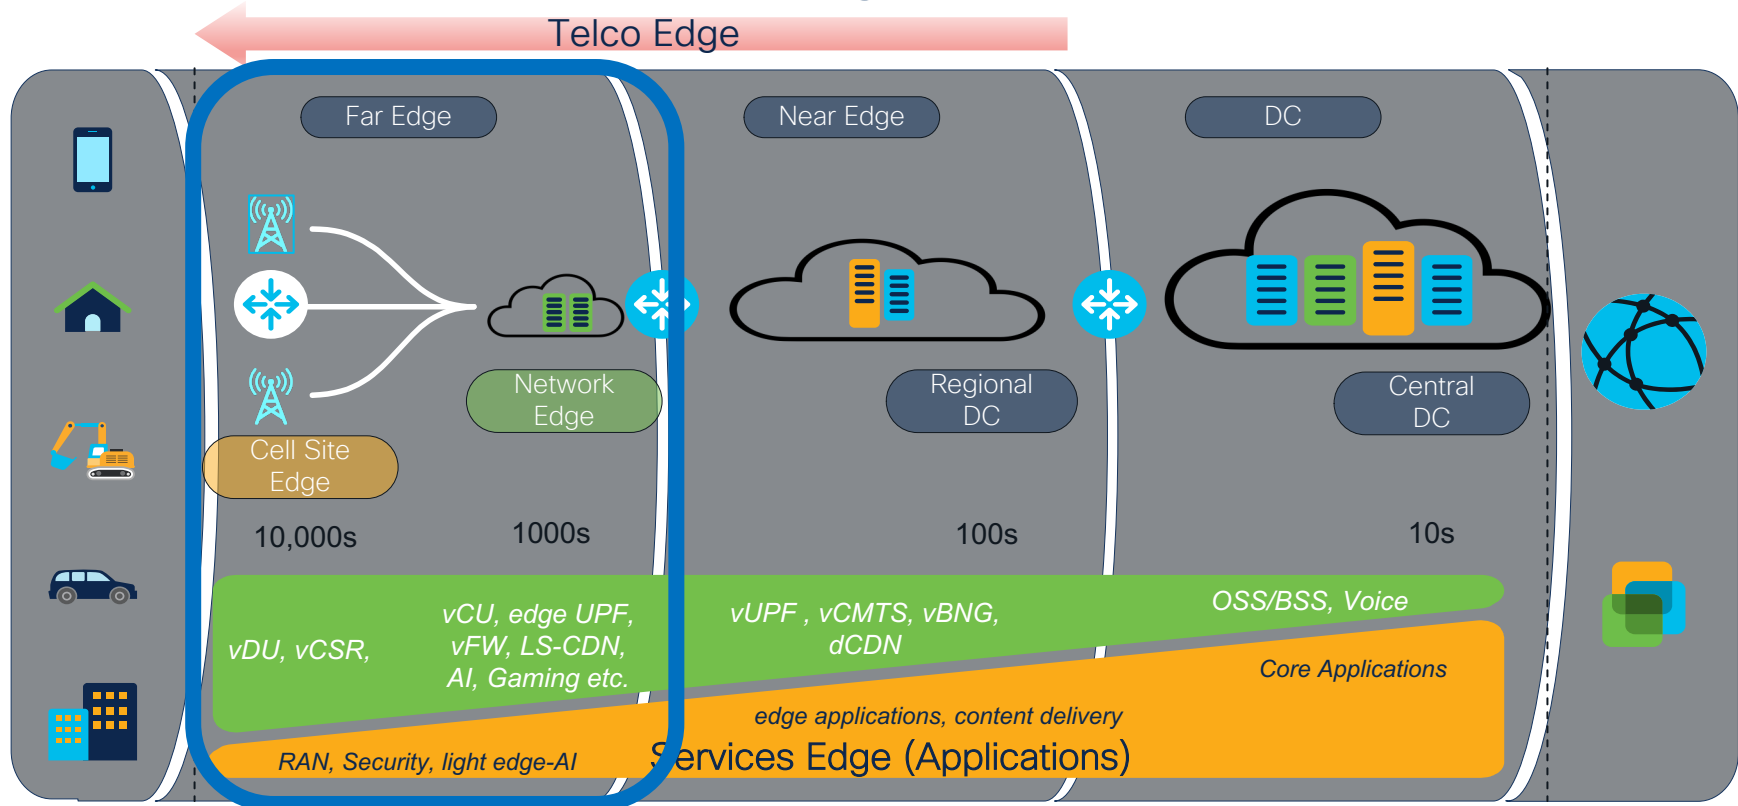 Telco Edge
Far Edge
Near Edge
DC
Network
Edge
Regional
DC
Central
DC
Cell Site
Edge
10,000s
1000s
100s
10s
vDU, vCSR,
vCU, edge UPF,
vFW, LS-CDN,
AI, Gaming etc.
vUPF , vCMTS, vBNG,
dCDN
OSS/BSS, Voice
Core Applications
edge applications, content delivery
RAN, Security, light edge-AI
Services Edge (Applications)